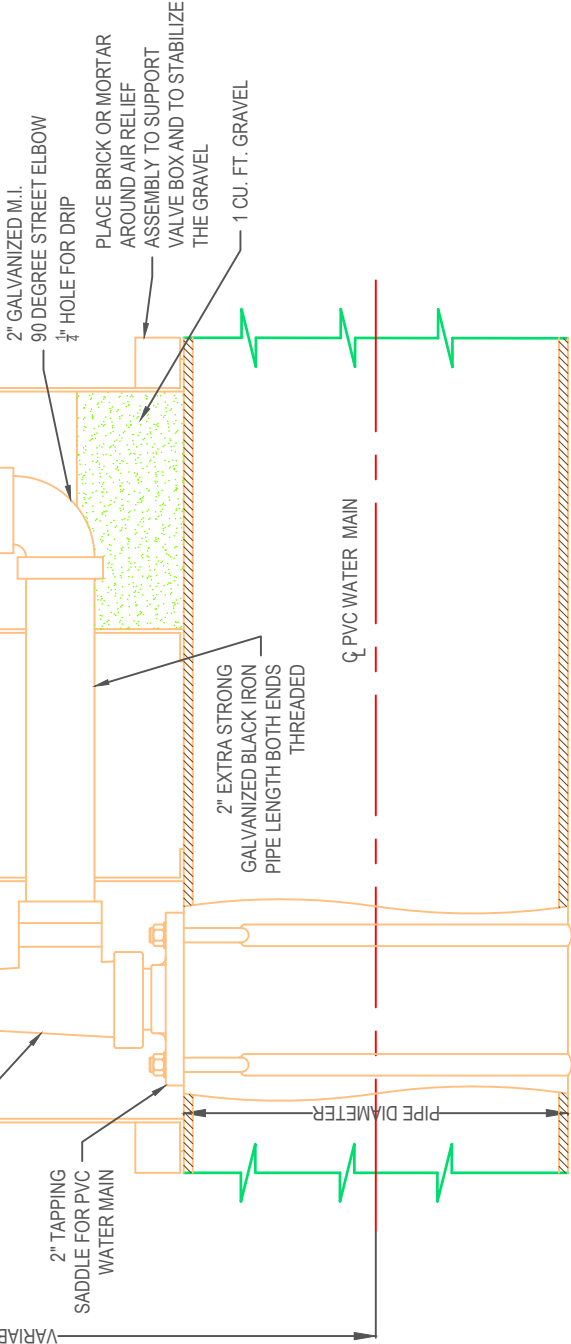 2" GALVANIZED M.I.
90 DEGREE STREET ELBOW
1/4" HOLE FOR DRIP
PLACE BRICK OR MORTAR
AROUND AIR RELIEF
ASSEMBLY TO SUPPORT
VALVE BOX AND TO STABILIZE
THE GRAVEL
1 CU. FT. GRAVEL
2" EXTRA STRONG
GALVANIZED BLACK IRON
PIPE LENGTH BOTH ENDS
THREADED
℄ PVC WATER MAIN
PIPE DIAMETER
2" TAPPING
SADDLE FOR PVC
WATER MAIN
VARIAB